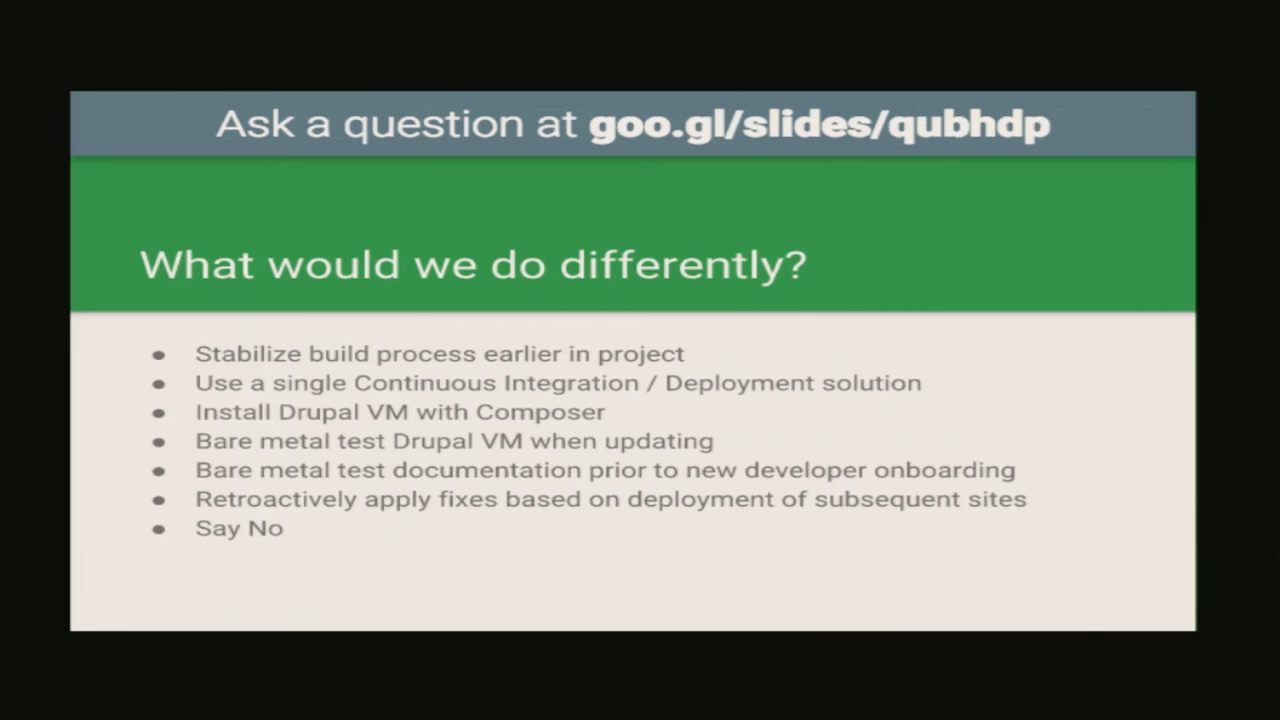 Ask a question at goo.gl/slides/qubhdp
What would we do differently?
● Stabilize build process earlier in project
● Use a single Continuous Integration / Deployment solution
● Install Drupal VM with Composer
● Bare metal test Drupal VM when updating
● Bare metal test documentation prior to new developer onboarding
● Retroactively apply fixes based on deployment of subsequent sites
● Say No